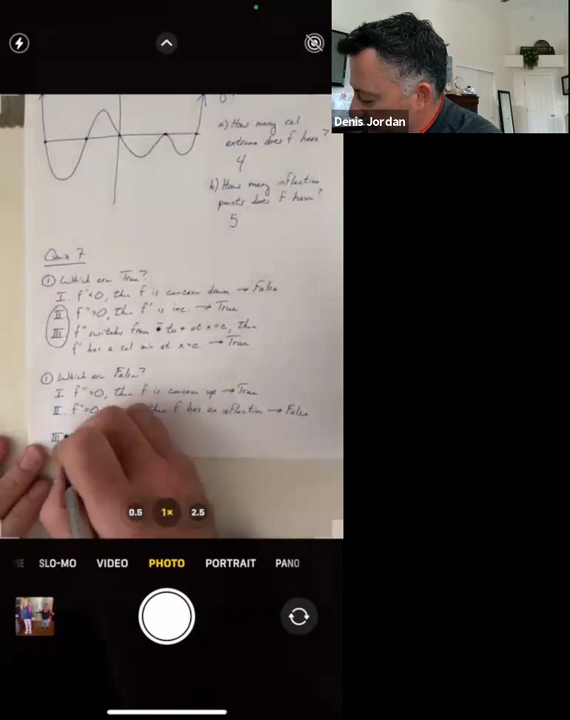 Denis Jordan
0?
a) How many rel
extrema does f have?
4
b) How many inflection
points does f have?
5
Quiz 7
① Which are True?
I. f'<0, then f is concave down. → False
II f''>0, then f' is inc. → True
III f'' switches from - to + at x=c, then
f' has a rel min at x=c → True
① Which are False?
I. f''>0, then f is concave up → True
II. f''=0 then f has an inflection → False
III
0.5 1× 2.5
SLO-MO VIDEO PHOTO PORTRAIT PANO